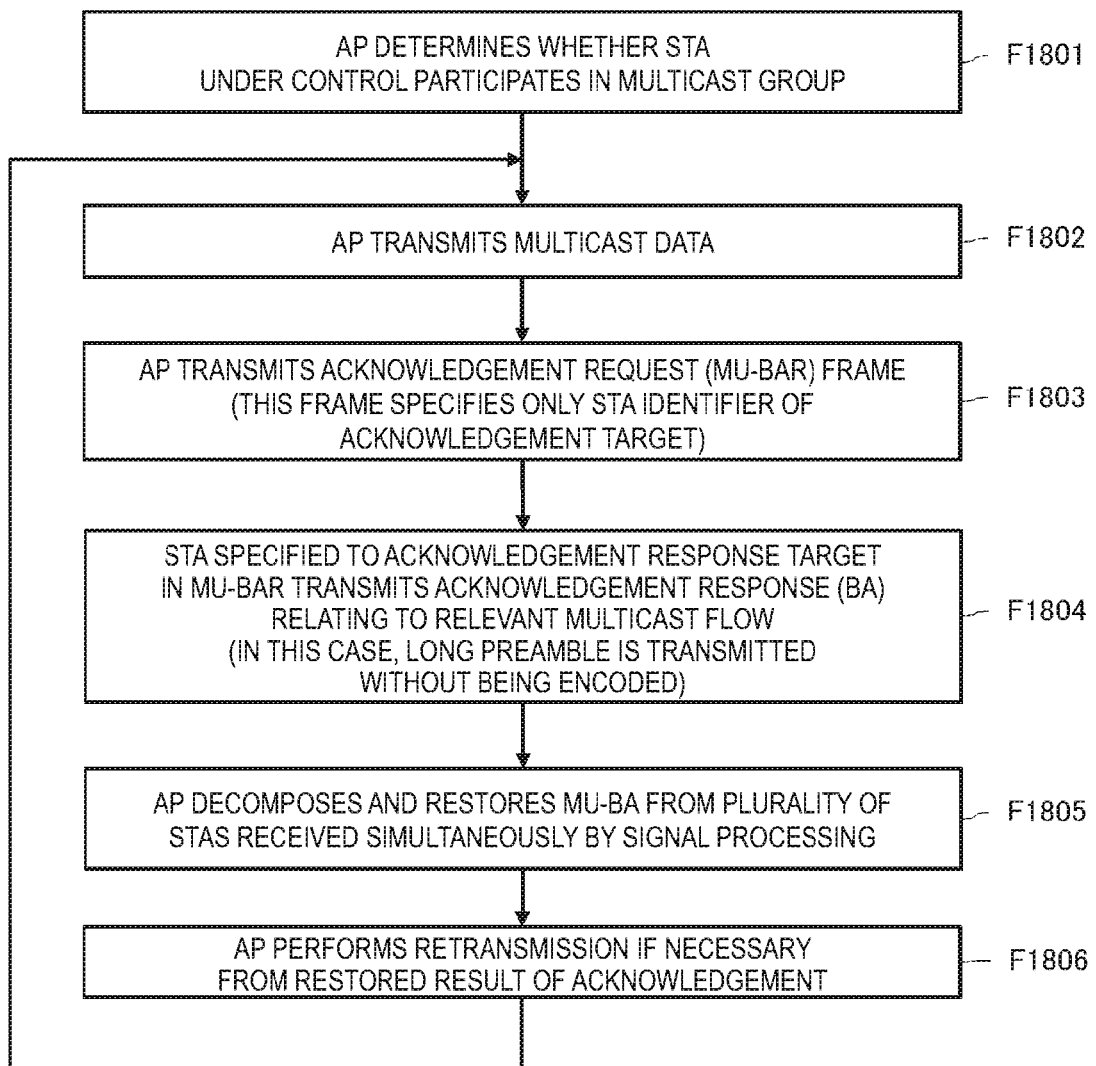 AP DETERMINES WHETHER STA
UNDER CONTROL PARTICIPATES IN MULTICAST GROUP
F1801
AP TRANSMITS MULTICAST DATA
F1802
AP TRANSMITS ACKNOWLEDGEMENT REQUEST (MU-BAR) FRAME
(THIS FRAME SPECIFIES ONLY STA IDENTIFIER OF
ACKNOWLEDGEMENT TARGET)
F1803
STA SPECIFIED TO ACKNOWLEDGEMENT RESPONSE TARGET
IN MU-BAR TRANSMITS ACKNOWLEDGEMENT RESPONSE (BA)
RELATING TO RELEVANT MULTICAST FLOW
(IN THIS CASE, LONG PREAMBLE IS TRANSMITTED
WITHOUT BEING ENCODED)
F1804
AP DECOMPOSES AND RESTORES MU-BA FROM PLURALITY OF
STAS RECEIVED SIMULTANEOUSLY BY SIGNAL PROCESSING
F1805
AP PERFORMS RETRANSMISSION IF NECESSARY
FROM RESTORED RESULT OF ACKNOWLEDGEMENT
F1806